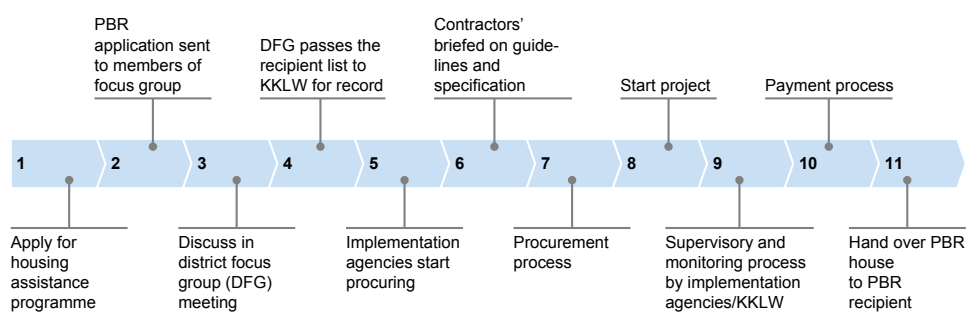 PBR
application sent
to members of
focus group
DFG passes the
recipient list to
KKLW for record
Contractors’
briefed on guide-
lines and
specification
Start project
Payment process
1
2
3
4
5
6
7
8
9
10
11
Apply for
housing
assistance
programme
Discuss in
district focus
group (DFG)
meeting
Implementation
agencies start
procuring
Procurement
process
Supervisory and
monitoring process
by implementation
agencies/KKLW
Hand over PBR
house
to PBR
recipient